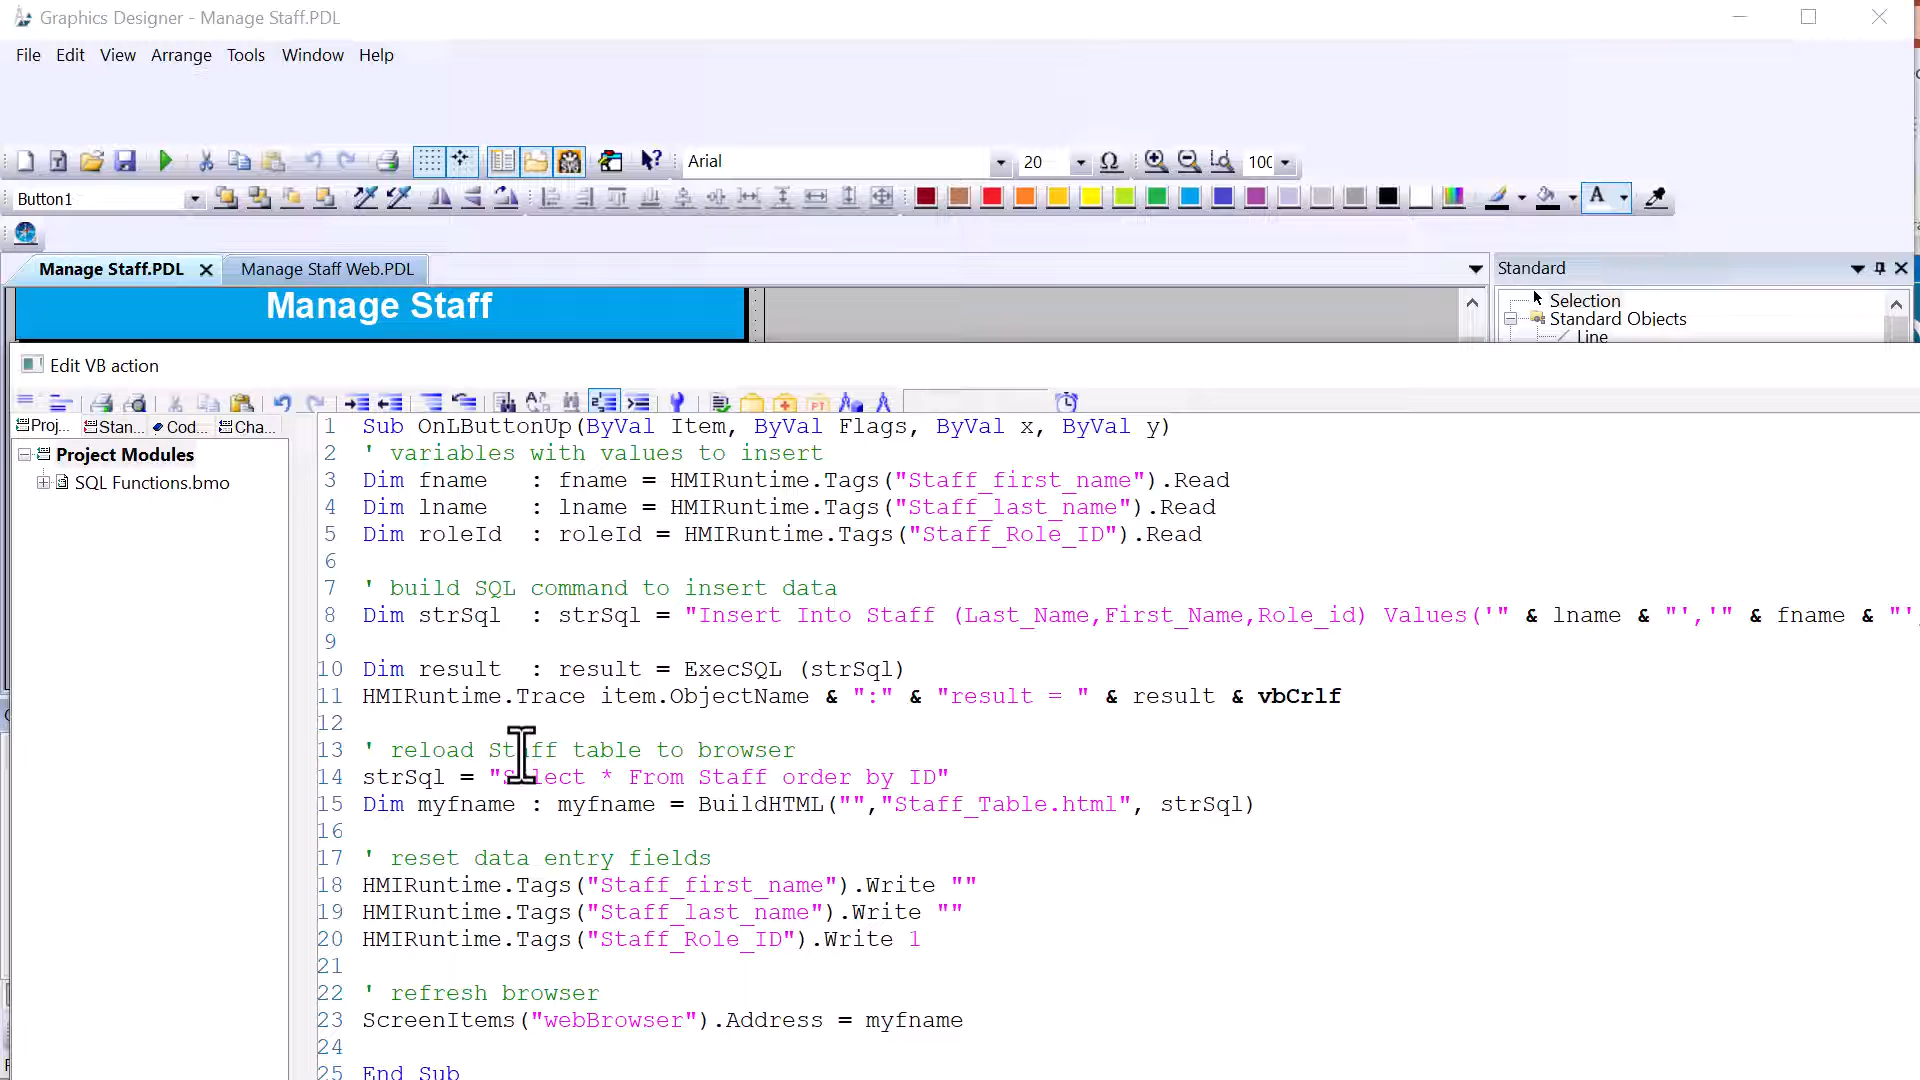 Graphics Designer - Manage Staff.PDL
File Edit View Arrange Tools Window Help
Arial 20 100
Button1
Manage Staff.PDL Manage Staff Web.PDL Standard
Manage Staff
Selection
Standard Objects
Line
Edit VB action
Proj... Stan... Cod... Cha...
Project Modules
SQL Functions.bmo
1 Sub OnLButtonUp(ByVal Item, ByVal Flags, ByVal x, ByVal y)
2 ' variables with values to insert
3 Dim fname : fname = HMIRuntime.Tags("Staff_first_name").Read
4 Dim lname : lname = HMIRuntime.Tags("Staff_last_name").Read
5 Dim roleId : roleId = HMIRuntime.Tags("Staff_Role_ID").Read
6
7 ' build SQL command to insert data
8 Dim strSql : strSql = "Insert Into Staff (Last_Name,First_Name,Role_id) Values('" & lname & "','" & fname & "'
9
10 Dim result : result = ExecSQL (strSql)
11 HMIRuntime.Trace item.ObjectName & ":" & "result = " & result & vbCrlf
12
13 ' reload Staff table to browser
14 strSql = "Select * From Staff order by ID"
15 Dim myfname : myfname = BuildHTML("","Staff_Table.html", strSql)
16
17 ' reset data entry fields
18 HMIRuntime.Tags("Staff_first_name").Write ""
19 HMIRuntime.Tags("Staff_last_name").Write ""
20 HMIRuntime.Tags("Staff_Role_ID").Write 1
21
22 ' refresh browser
23 ScreenItems("webBrowser").Address = myfname
24
25 End Sub